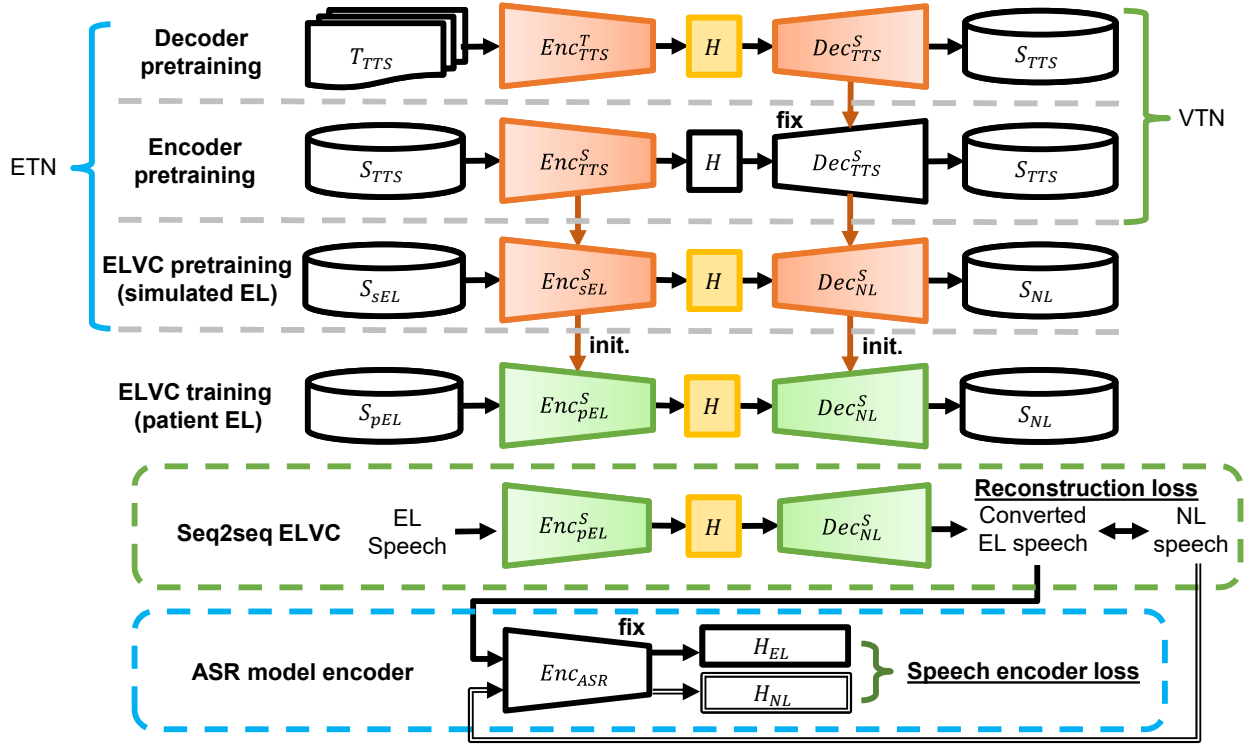 Decoder
pretraining
T_TTS
Enc^T_TTS
H
Dec^S_TTS
S_TTS
ETN
VTN
Encoder
pretraining
S_TTS
Enc^S_TTS
H
fix
Dec^S_TTS
S_TTS
ELVC pretraining
(simulated EL)
S_sEL
Enc^S_sEL
H
Dec^S_NL
S_NL
init.
init.
ELVC training
(patient EL)
S_pEL
Enc^S_pEL
H
Dec^S_NL
S_NL
Seq2seq ELVC
EL
Speech
Enc^S_pEL
H
Dec^S_NL
Reconstruction loss
Converted
EL speech
NL
speech
ASR model encoder
Enc_ASR
fix
H_EL
H_NL
Speech encoder loss